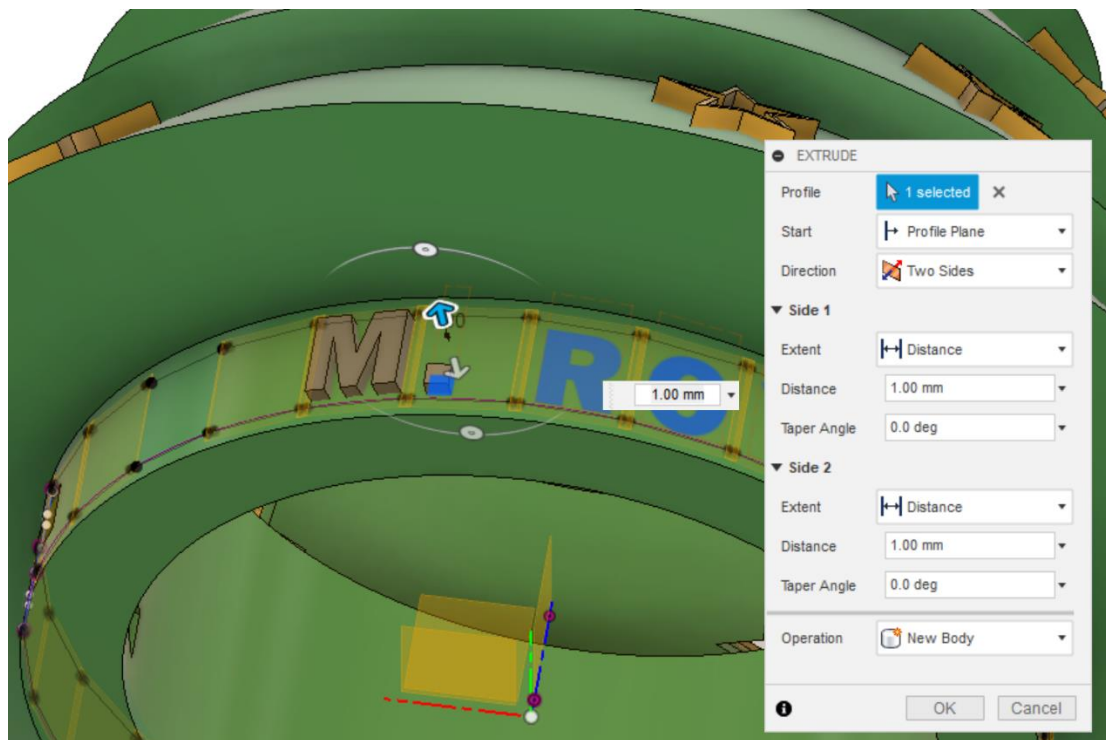 EXTRUDE
Profile 1 selected
Start Profile Plane
Direction Two Sides
Side 1
Extent Distance
Distance 1.00 mm
Taper Angle 0.0 deg
Side 2
Extent Distance
Distance 1.00 mm
Taper Angle 0.0 deg
Operation New Body
OK Cancel
M. RO
1.00 mm